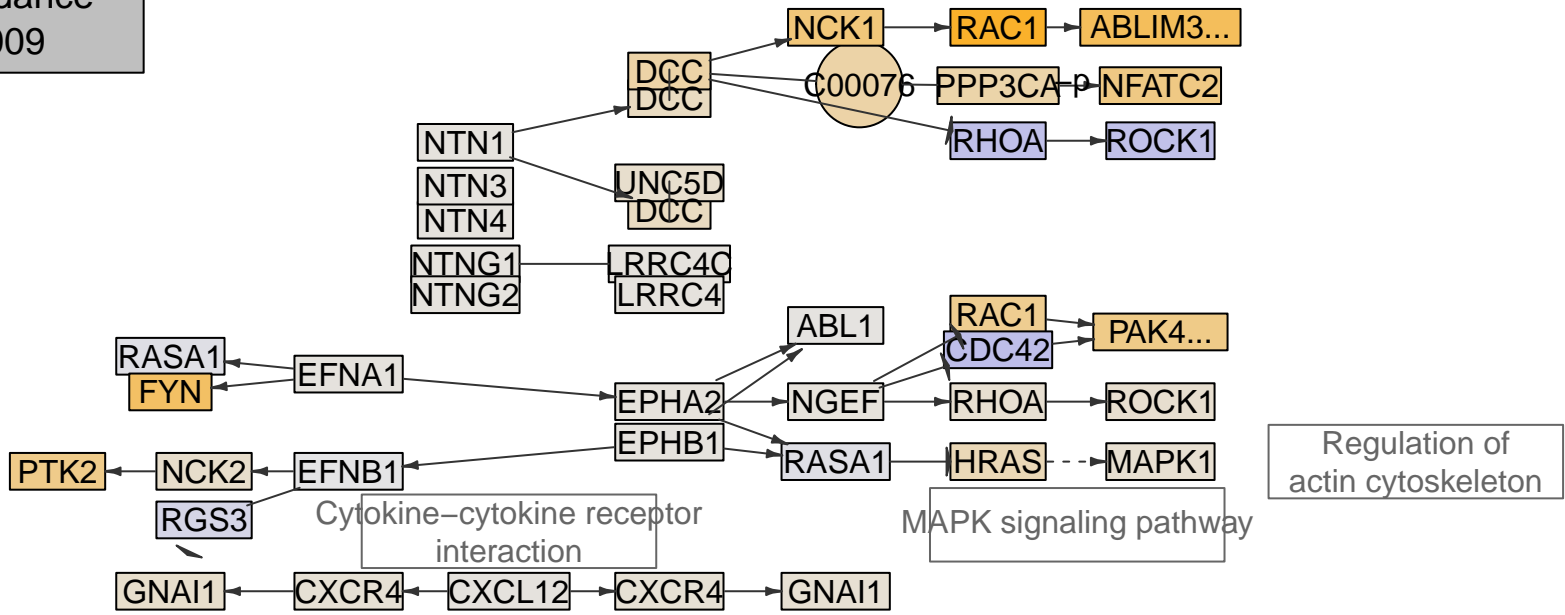 009
NCK1
RAC1
ABLIM3...
DCC
DCC
C00076
PPP3CA
–p
NFATC2
RHOA
ROCK1
NTN1
NTN3
NTN4
UNC5D
DCC
NTNG1
NTNG2
LRRC4C
LRRC4
ABL1
RAC1
CDC42
PAK4...
RASA1
FYN
EFNA1
EPHA2
EPHB1
NGEF
RHOA
ROCK1
PTK2
NCK2
EFNB1
RASA1
HRAS
MAPK1
RGS3
Cytokine–cytokine receptor
interaction
MAPK signaling pathway
Regulation of
actin cytoskeleton
GNAI1
CXCR4
CXCL12
CXCR4
GNAI1